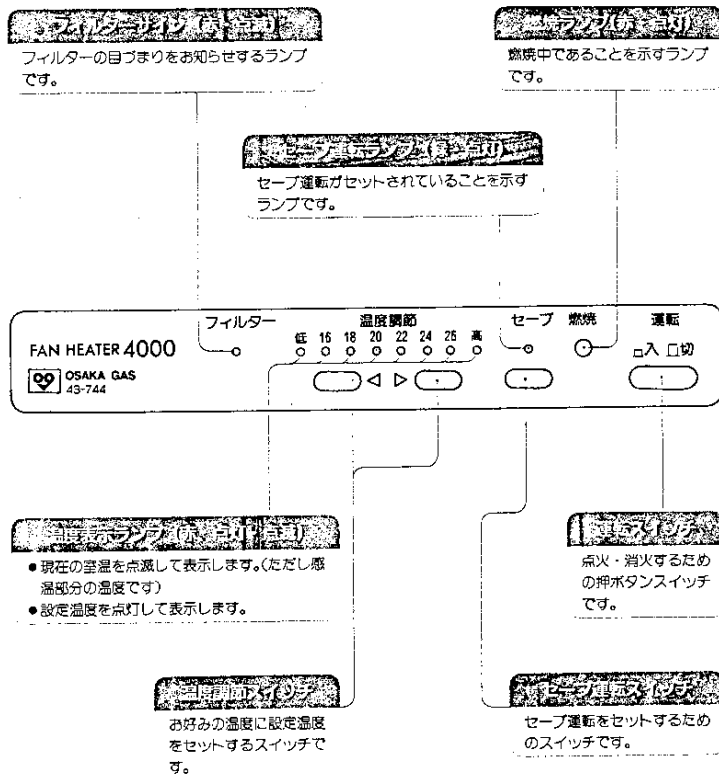 フィルターサイン(赤・点滅)
フィルターの目づまりをお知らせするランプ
です。
燃焼ランプ(赤・点灯)
燃焼中であることを示すランプ
です。
セーブ運転ランプ(緑・点灯)
セーブ運転がセットされていることを示す
ランプです。
フィルター 温度調節 セーブ 燃焼 運転
低 16 18 20 22 24 26 高
入 切
FAN HEATER 4000
OSAKA GAS
43-744
温度表示ランプ(赤・点灯・点滅)
●現在の室温を点滅して表示します。(ただし感
温部分の温度です)
●設定温度を点灯して表示します。
運転スイッチ
点火・消火するため
の押ボタンスイッチ
です。
温度調節スイッチ
お好みの温度に設定温度
をセットするスイッチで
す。
セーブ運転スイッチ
セーブ運転をセットするため
のスイッチです。